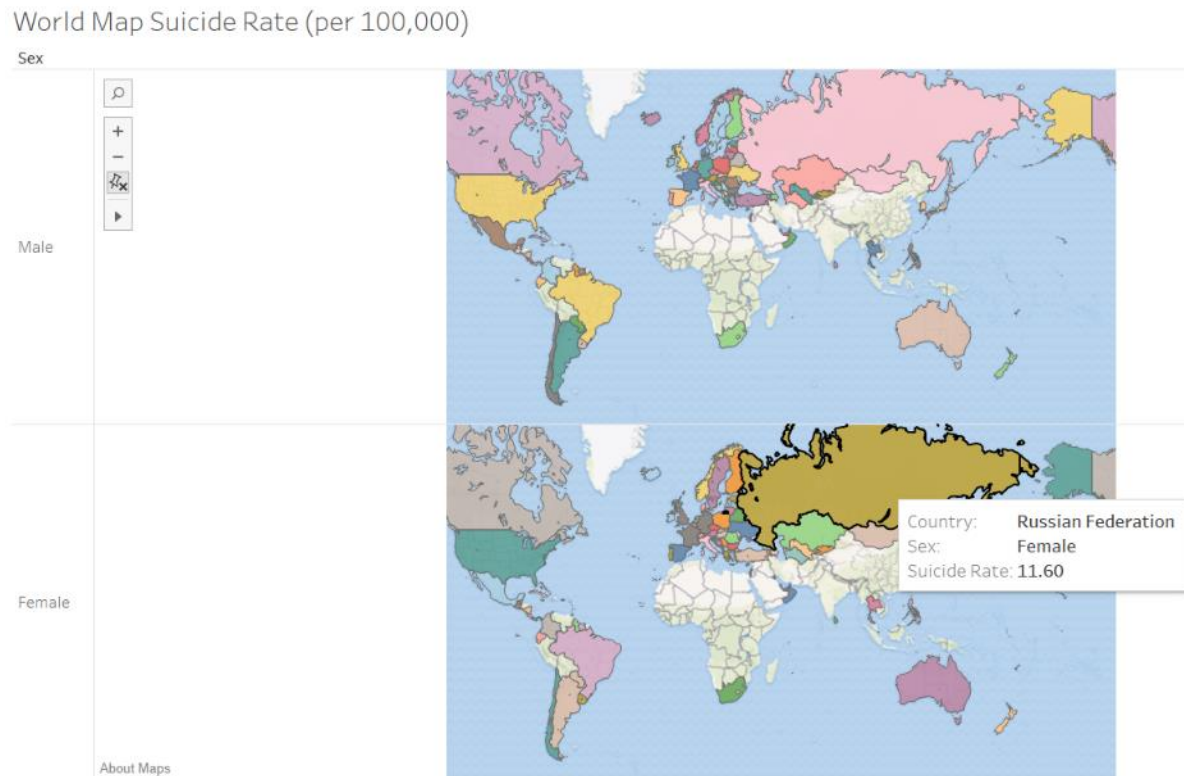 World Map Suicide Rate (per 100,000)
Sex
Male
Female
Country: Russian Federation
Sex: Female
Suicide Rate: 11.60
About Maps